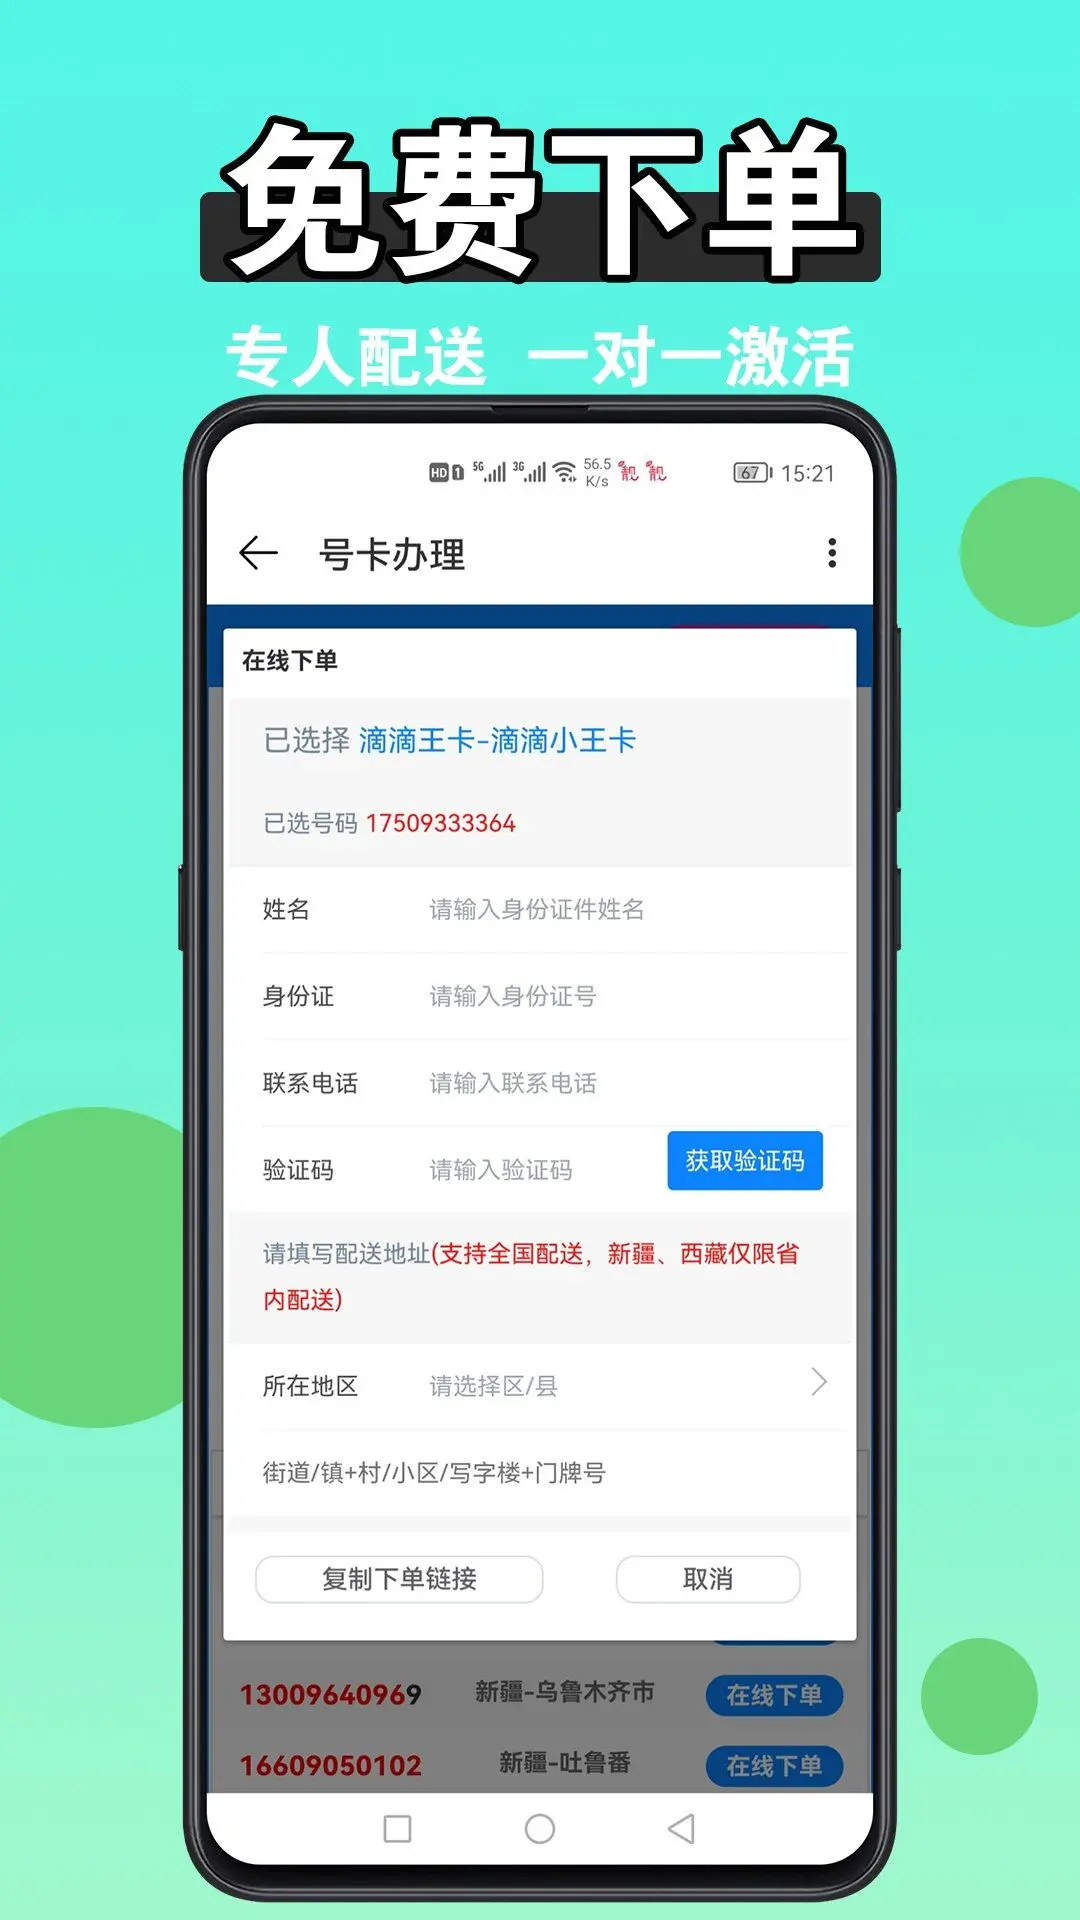 免费下单
专人配送 一对一激活
HD 1 5G 3G 56.5 K/s 靓 靓 67 15:21
号卡办理
在线下单
已选择 滴滴王卡-滴滴小王卡
已选号码 17509333364
姓名 请输入身份证件姓名
身份证 请输入身份证号
联系电话 请输入联系电话
验证码 请输入验证码 获取验证码
请填写配送地址(支持全国配送，新疆、西藏仅限省
内配送)
所在地区 请选择区/县
街道/镇+村/小区/写字楼+门牌号
复制下单链接 取消
13009640969 新疆-乌鲁木齐市 在线下单
16609050102 新疆-吐鲁番 在线下单